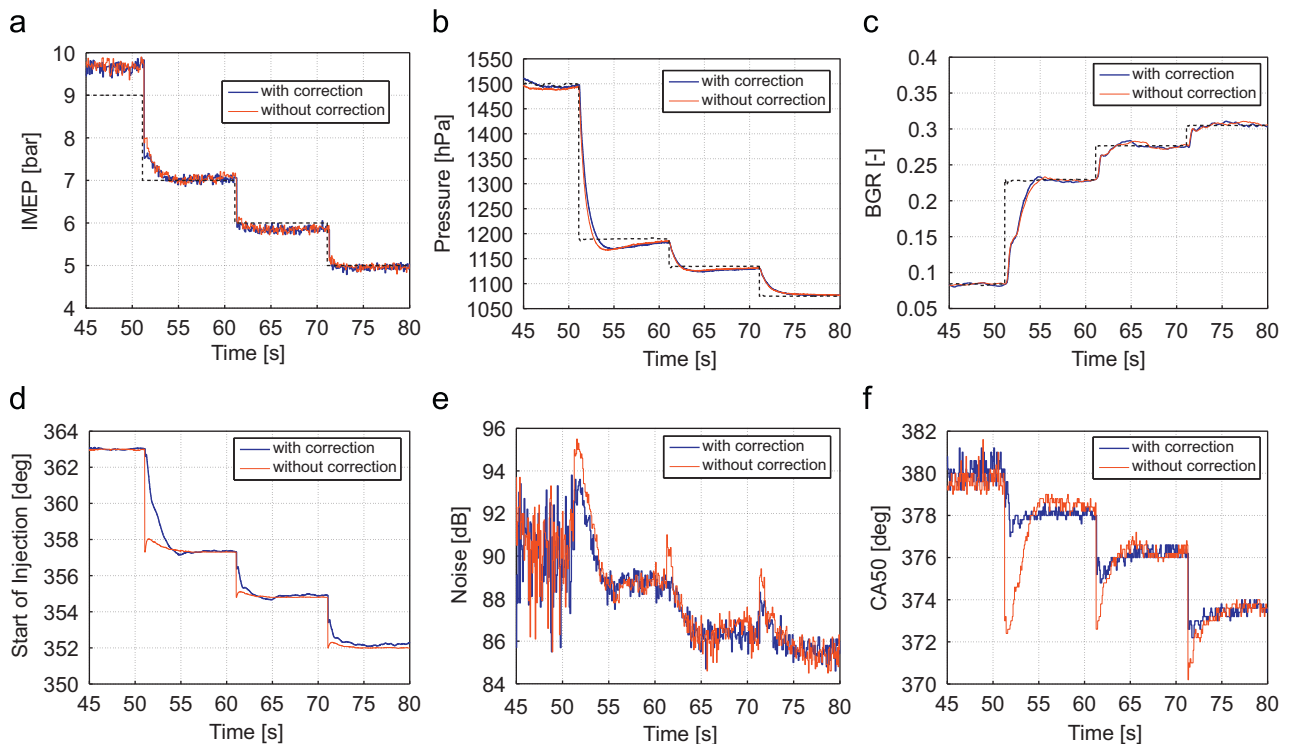 a
IMEP [bar]
10
9
8
7
6
5
4
with correction
without correction
45 50 55 60 65 70 75 80
Time [s]
b
Pressure [hPa]
1500
1450
1400
1350
1300
1250
1200
1150
1100
1050
with correction
without correction
45 50 55 60 65 70 75 80
Time [s]
c
BGR [-]
0.4
0.35
0.3
0.25
0.2
0.15
0.1
0.05
with correction
without correction
45 50 55 60 65 70 75 80
Time [s]
d
Start of Injection [deg]
364
362
360
358
356
354
352
350
with correction
without correction
45 50 55 60 65 70 75 80
Time [s]
e
Noise [dB]
96
94
92
90
88
86
84
with correction
without correction
45 50 55 60 65 70 75 80
Time [s]
f
CA50 [deg]
382
380
378
376
374
372
370
with correction
without correction
45 50 55 60 65 70 75 80
Time [s]